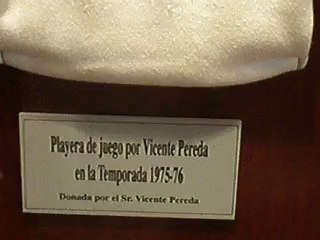 Playera de juego por Vicente Pereda
en la Temporada 1975-76
Donada por el Sr. Vicente Pereda